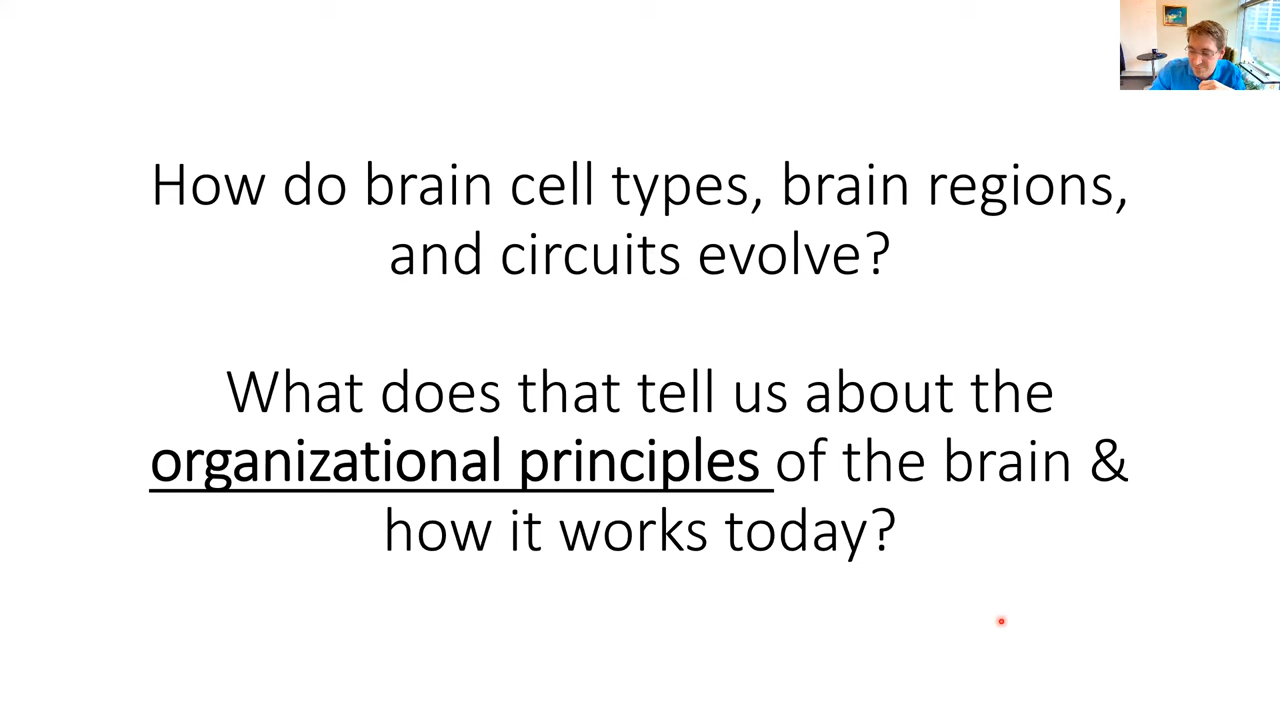 How do brain cell types, brain regions,
and circuits evolve?
What does that tell us about the
organizational principles of the brain &
how it works today?